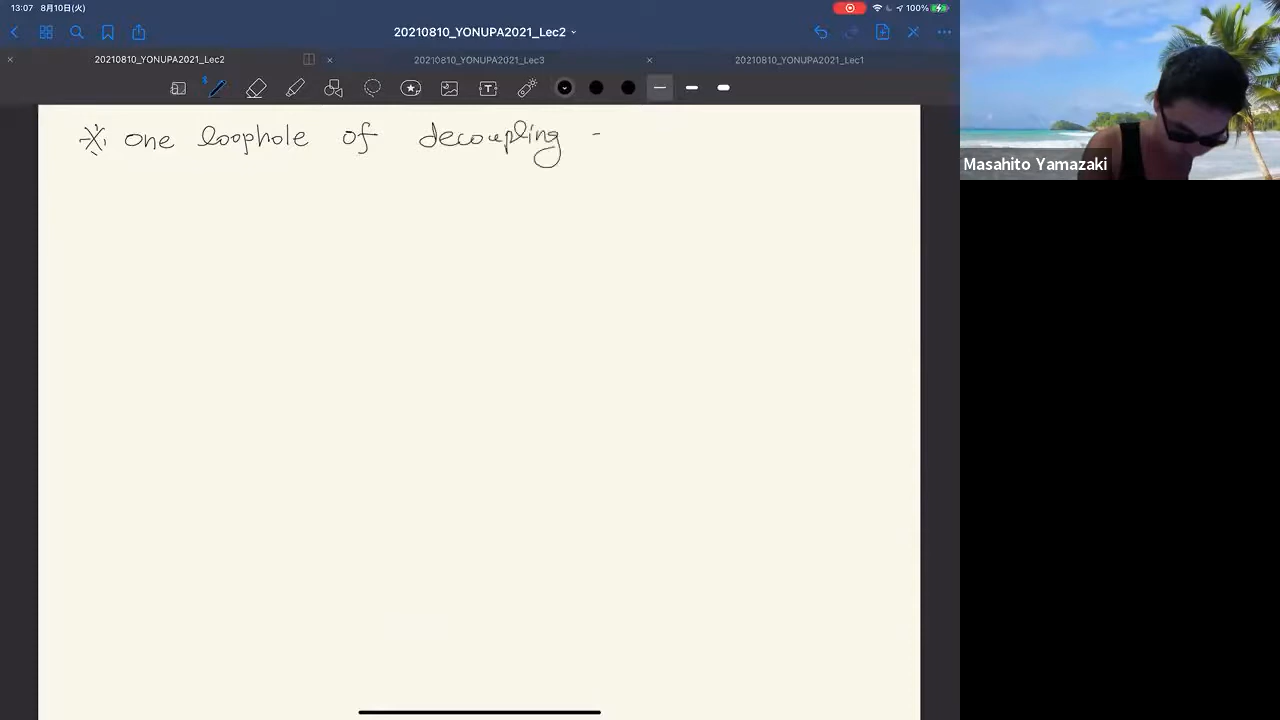 13:07 8月10日(火)
100%
20210810_YONUPA2021_Lec2
20210810_YONUPA2021_Lec2
20210810_YONUPA2021_Lec3
20210810_YONUPA2021_Lec1
※ one loophole of decoupling -
Masahito Yamazaki